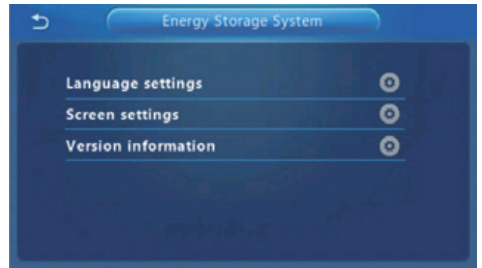 Energy Storage System
Language settings
Screen settings
Version information